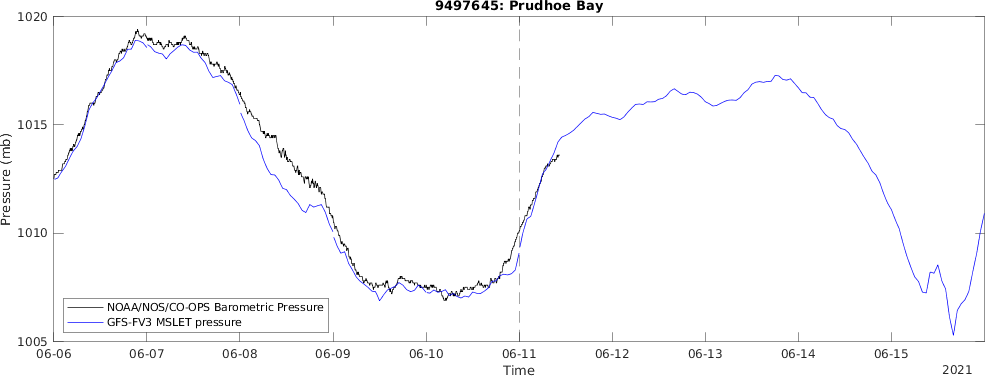 9497645: Prudhoe Bay
1020
1015
1010
1005
Pressure (mb)
NOAA/NOS/CO-OPS Barometric Pressure
GFS-FV3 MSLET pressure
06-06 06-07 06-08 06-09 06-10 06-11 06-12 06-13 06-14 06-15
Time
2021